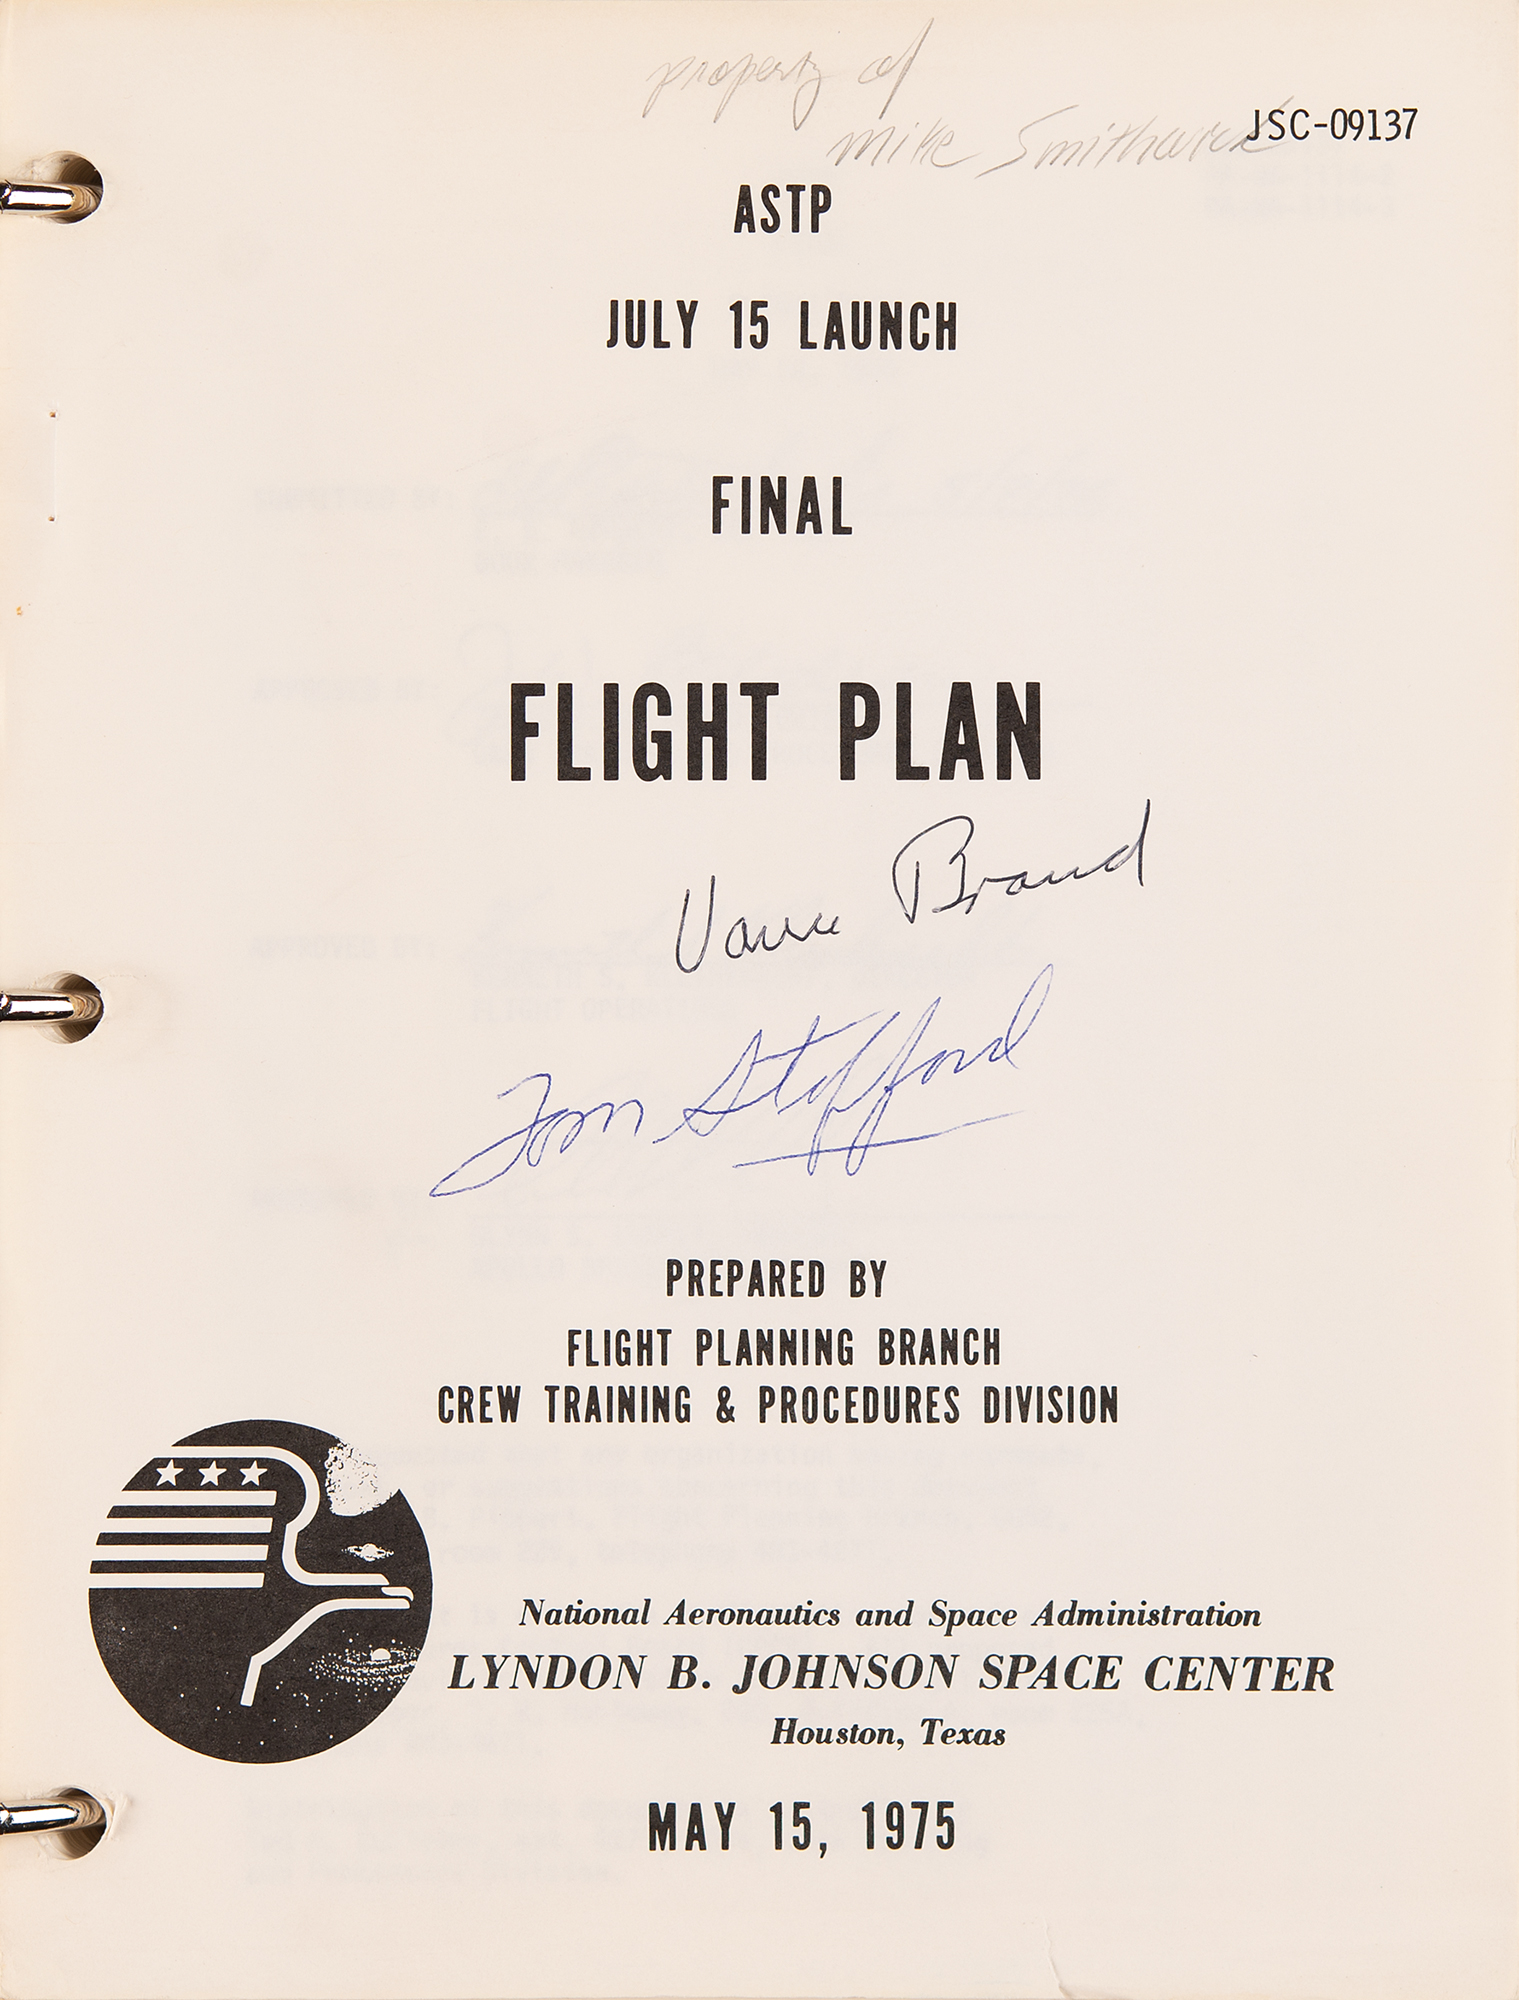 property of
mike Smithwick
JSC-09137
ASTP
JULY 15 LAUNCH
FINAL
FLIGHT PLAN
Vance Brand
Tom Stafford
PREPARED BY
FLIGHT PLANNING BRANCH
CREW TRAINING & PROCEDURES DIVISION
National Aeronautics and Space Administration
LYNDON B. JOHNSON SPACE CENTER
Houston, Texas
MAY 15, 1975